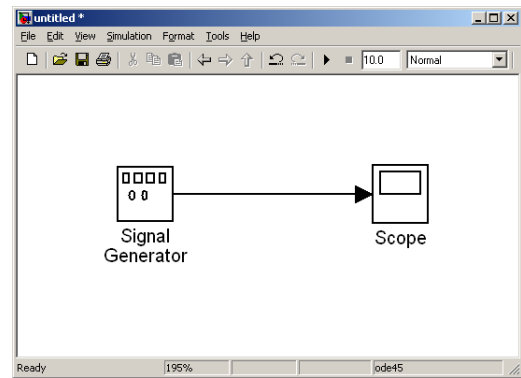 untitled *
File Edit View Simulation Format Tools Help
10.0 Normal
Signal
Generator
Scope
Ready 195% ode45